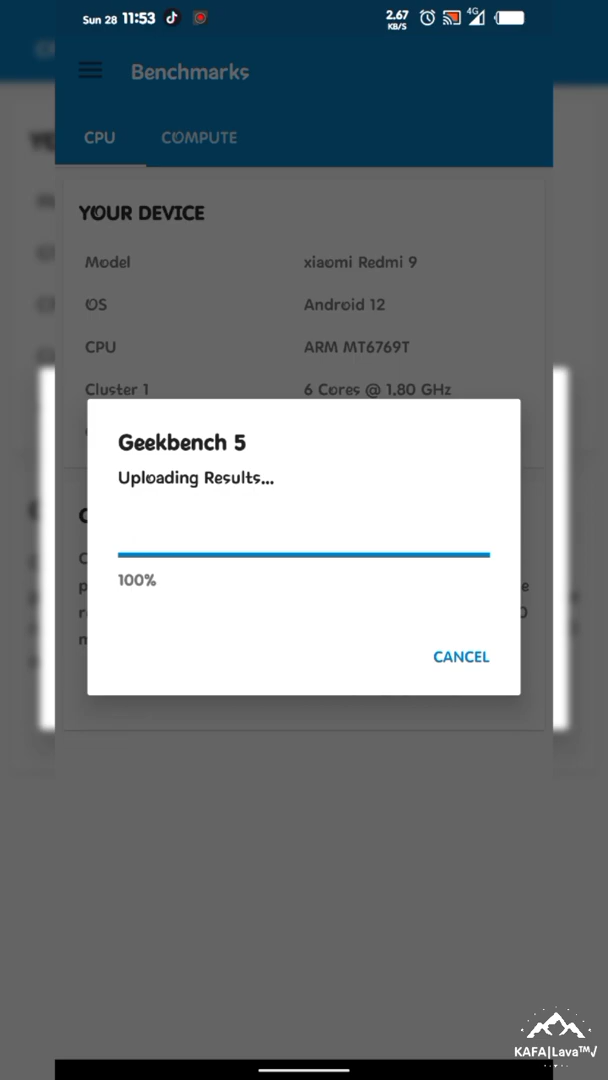 Sun 28 11:53
2.67
KB/S
4G
Benchmarks
CPU COMPUTE
YOUR DEVICE
Model xiaomi Redmi 9
OS Android 12
CPU ARM MT6769T
Cluster 1 6 Cores @ 1.80 GHz
Geekbench 5
Uploading Results...
100%
CANCEL
KAFA|Lava™√